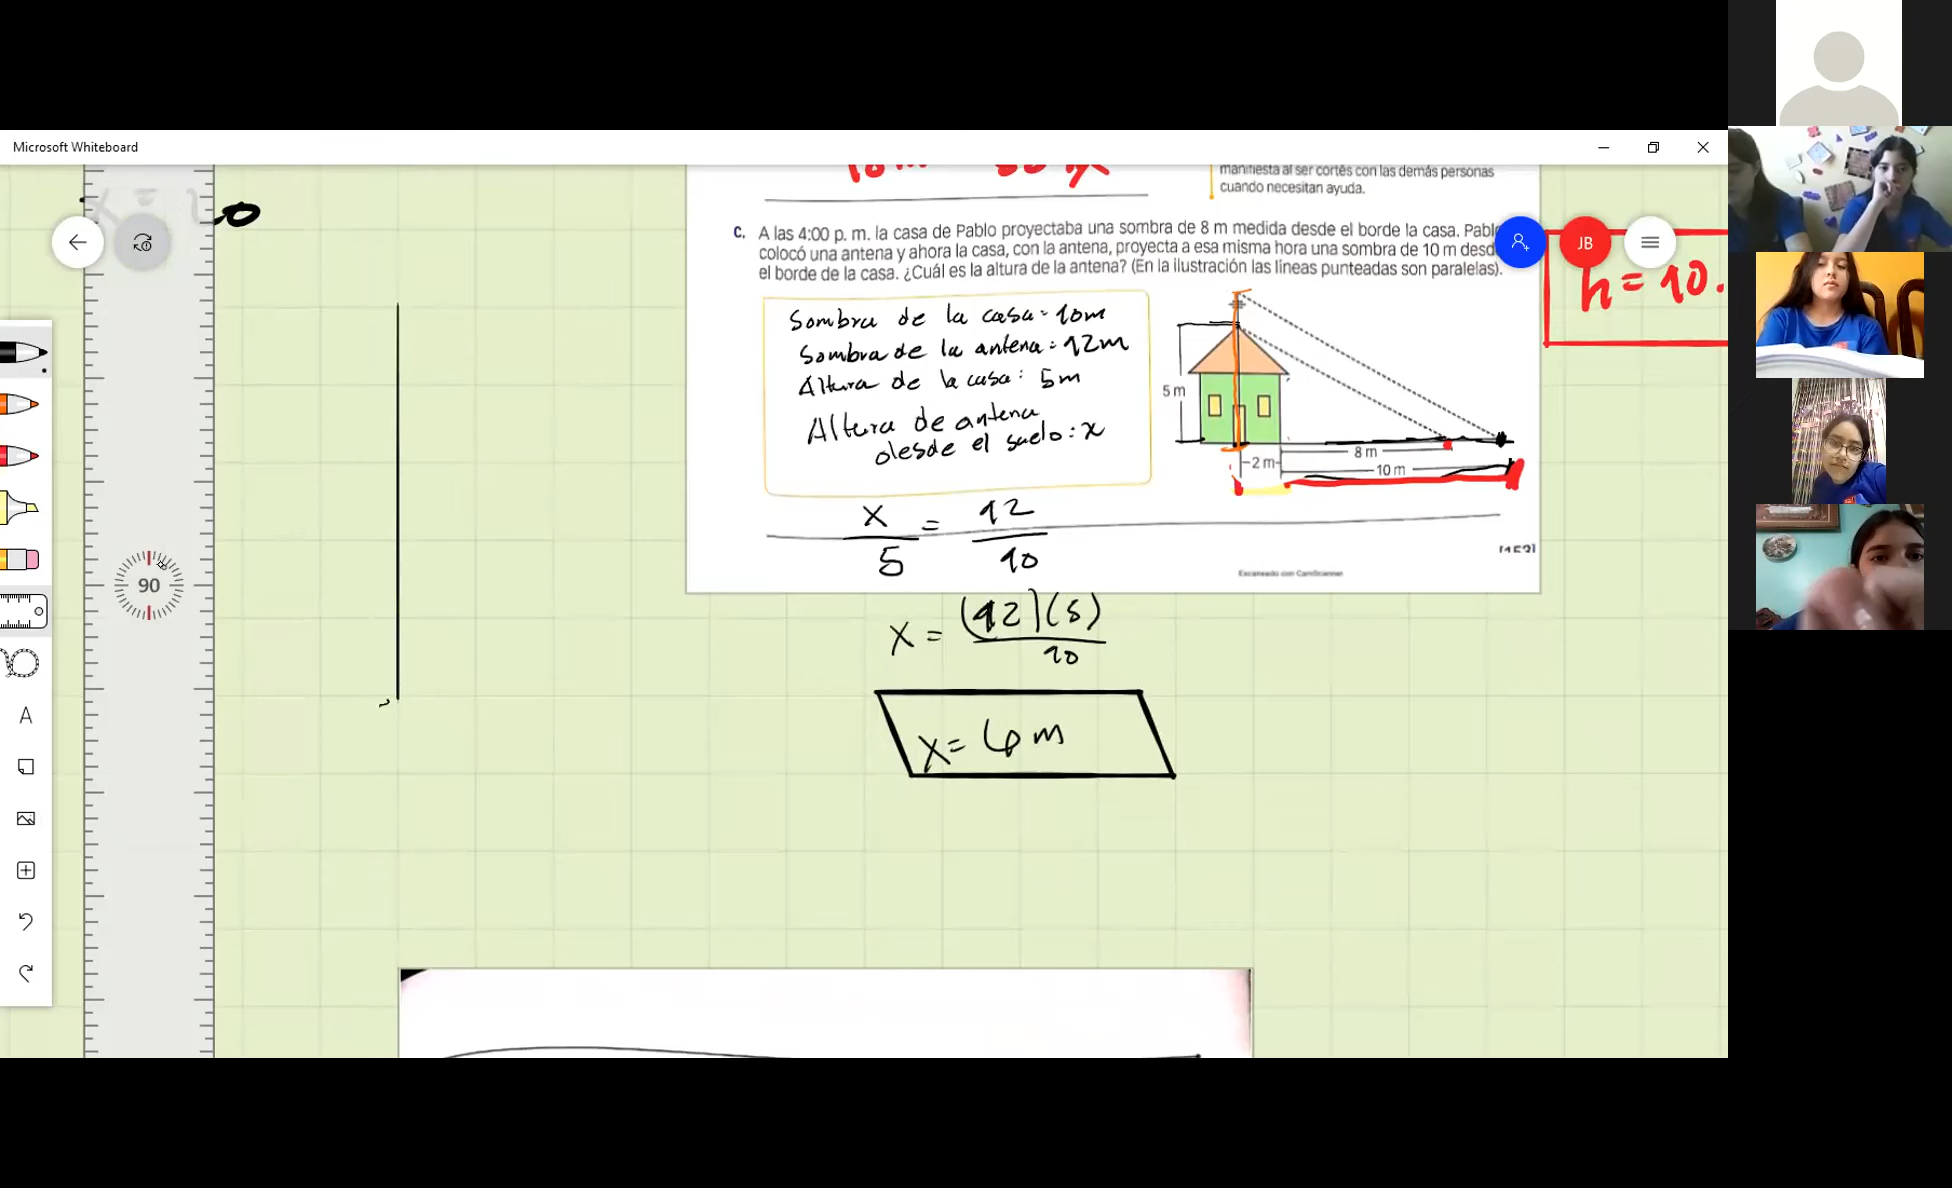 Microsoft Whiteboard
manifiesta al ser cortés con las demás personas
cuando necesitan ayuda.
c. A las 4:00 p. m. la casa de Pablo proyectaba una sombra de 8 m medida desde el borde la casa. Pabl
colocó una antena y ahora la casa, con la antena, proyecta a esa misma hora una sombra de 10 m desd
el borde de la casa. ¿Cuál es la altura de la antena? (En la ilustración las líneas punteadas son paralelas).
JB
h = 10.
Sombra de la casa = 10m
Sombra de la antena = 12m
Altura de la casa: 5m
Altura de antena
desde el suelo: x
5 m
8 m
2 m
10 m
x/5 = 12/10
Escaneado con CamScanner
x = (12)(5)/10
x = 6 m
90
A